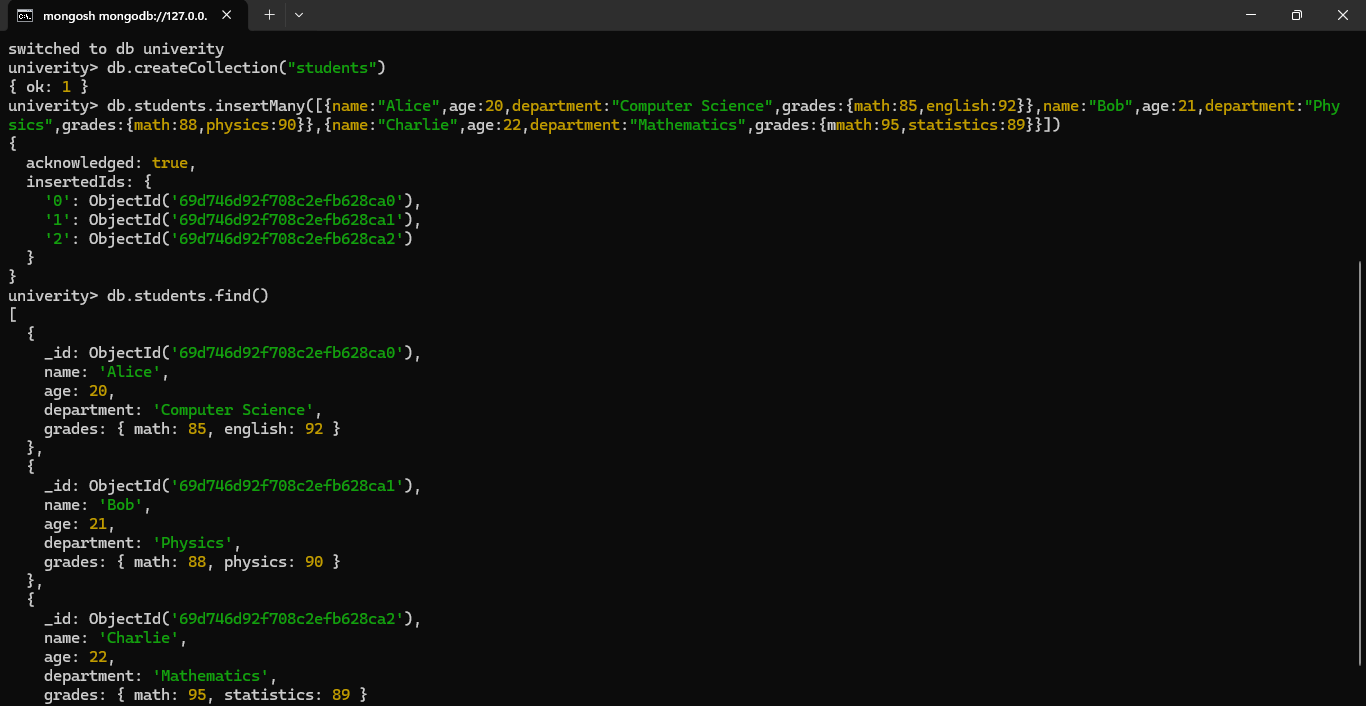 mongosh mongodb://127.0.0.
switched to db univerity
univerity> db.createCollection("students")
{ ok: 1 }
univerity> db.students.insertMany([{name:"Alice",age:20,department:"Computer Science",grades:{math:85,english:92}},name:"Bob",age:21,department:"Phy
sics",grades:{math:88,physics:90}},{name:"Charlie",age:22,department:"Mathematics",grades:{mmath:95,statistics:89}}])
{
  acknowledged: true,
  insertedIds: {
    '0': ObjectId('69d746d92f708c2efb628ca0'),
    '1': ObjectId('69d746d92f708c2efb628ca1'),
    '2': ObjectId('69d746d92f708c2efb628ca2')
  }
}
univerity> db.students.find()
[
  {
    _id: ObjectId('69d746d92f708c2efb628ca0'),
    name: 'Alice',
    age: 20,
    department: 'Computer Science',
    grades: { math: 85, english: 92 }
  },
  {
    _id: ObjectId('69d746d92f708c2efb628ca1'),
    name: 'Bob',
    age: 21,
    department: 'Physics',
    grades: { math: 88, physics: 90 }
  },
  {
    _id: ObjectId('69d746d92f708c2efb628ca2'),
    name: 'Charlie',
    age: 22,
    department: 'Mathematics',
    grades: { math: 95, statistics: 89 }